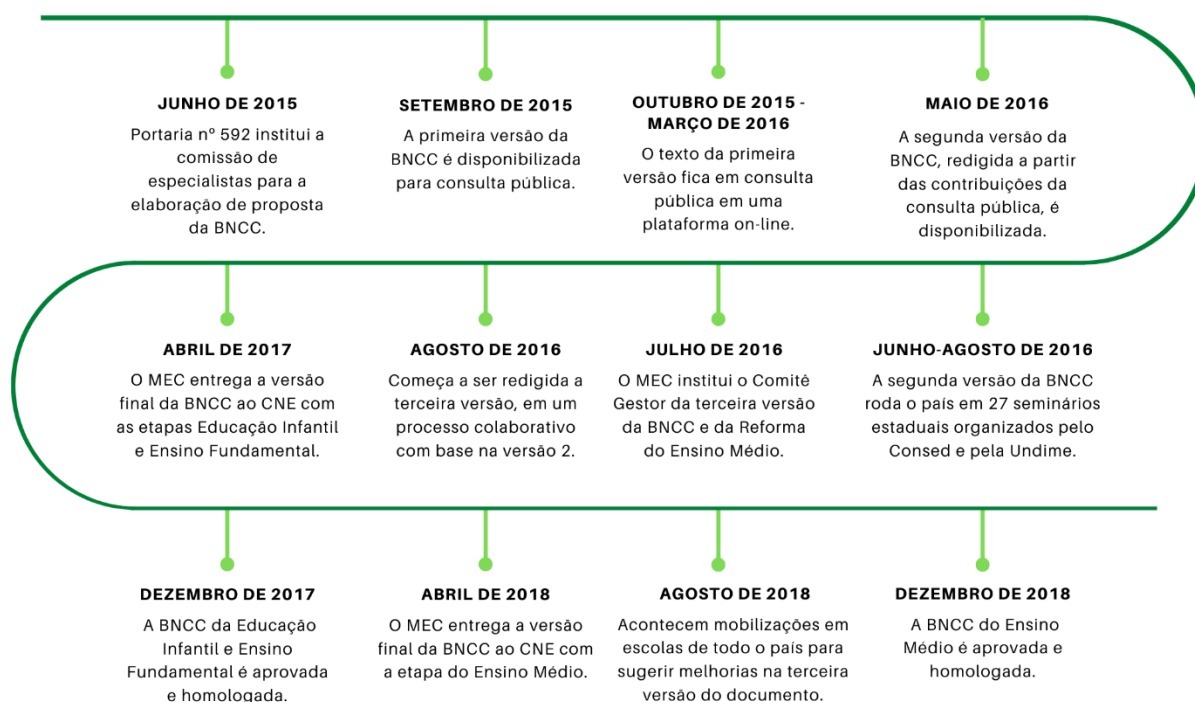 JUNHO DE 2015
Portaria nº 592 institui a
comissão de
especialistas para a
elaboração de proposta
da BNCC.
SETEMBRO DE 2015
A primeira versão da
BNCC é disponibilizada
para consulta pública.
OUTUBRO DE 2015 -
MARÇO DE 2016
O texto da primeira
versão fica em consulta
pública em uma
plataforma on-line.
MAIO DE 2016
A segunda versão da
BNCC, redigida a partir
das contribuições da
consulta pública, é
disponibilizada.
JUNHO-AGOSTO DE 2016
A segunda versão da BNCC
roda o país em 27 seminários
estaduais organizados pelo
Consed e pela Undime.
JULHO DE 2016
O MEC institui o Comitê
Gestor da terceira versão
da BNCC e da Reforma
do Ensino Médio.
AGOSTO DE 2016
Começa a ser redigida a
terceira versão, em um
processo colaborativo
com base na versão 2.
ABRIL DE 2017
O MEC entrega a versão
final da BNCC ao CNE com
as etapas Educação Infantil
e Ensino Fundamental.
DEZEMBRO DE 2017
A BNCC da Educação
Infantil e Ensino
Fundamental é aprovada
e homologada.
ABRIL DE 2018
O MEC entrega a versão
final da BNCC ao CNE com
a etapa do Ensino Médio.
AGOSTO DE 2018
Acontecem mobilizações em
escolas de todo o país para
sugerir melhorias na terceira
versão do documento.
DEZEMBRO DE 2018
A BNCC do Ensino
Médio é aprovada e
homologada.